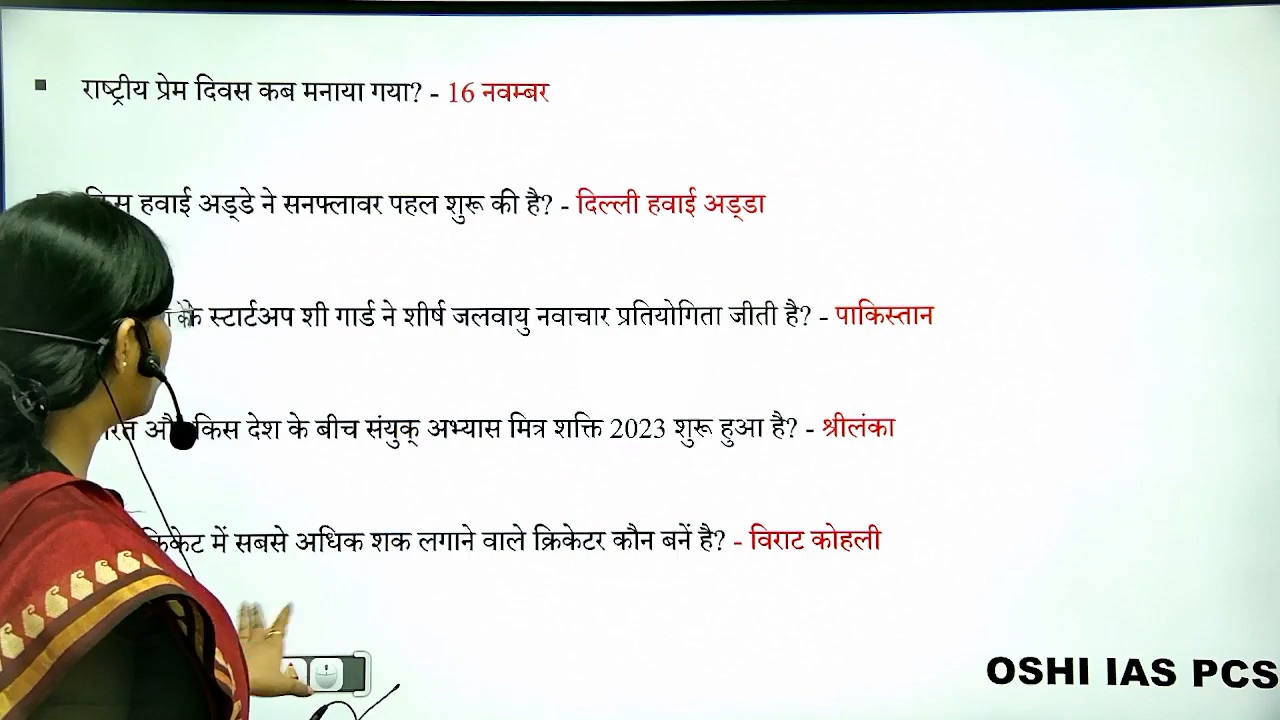 राष्ट्रीय प्रेम दिवस कब मनाया गया? - 16 नवम्बर
हवाई अड्डे ने सनफ्लावर पहल शुरू की है? - दिल्ली हवाई अड्डा
के स्टार्टअप शी गार्ड ने शीर्ष जलवायु नवाचार प्रतियोगिता जीती है? - पाकिस्तान
किस देश के बीच संयुक् अभ्यास मित्र शक्ति 2023 शुरू हुआ है? - श्रीलंका
में सबसे अधिक शक लगाने वाले क्रिकेटर कौन बनें है? - विराट कोहली
OSHI IAS PCS